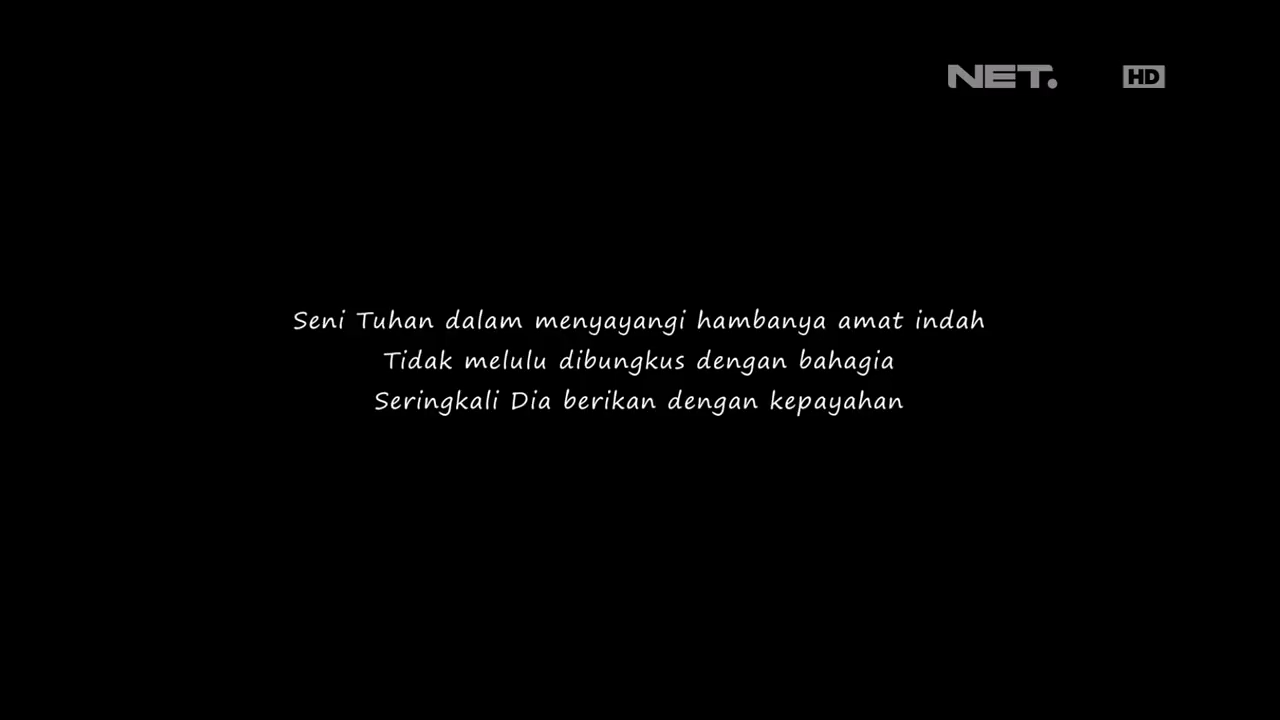 NET. HD
Seni Tuhan dalam menyayangi hambanya amat indah
Tidak melulu dibungkus dengan bahagia
Seringkali Dia berikan dengan kepayahan